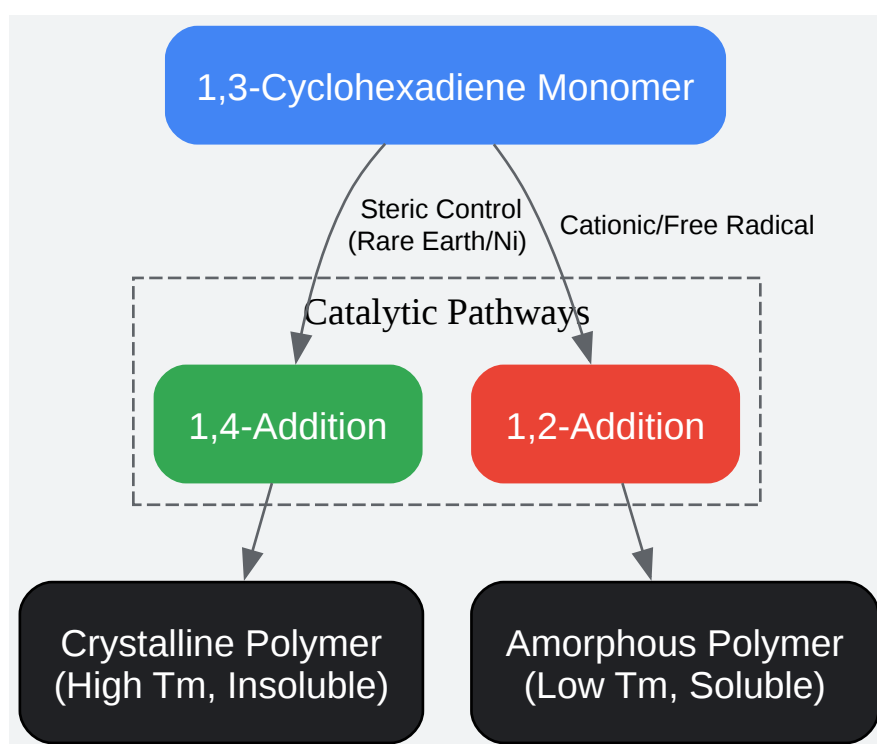 1,3-Cyclohexadiene Monomer
Steric Control
(Rare Earth/Ni)
Cationic/Free Radical
Catalytic Pathways
1,4-Addition
1,2-Addition
Crystalline Polymer
(High Tm, Insoluble)
Amorphous Polymer
(Low Tm, Soluble)